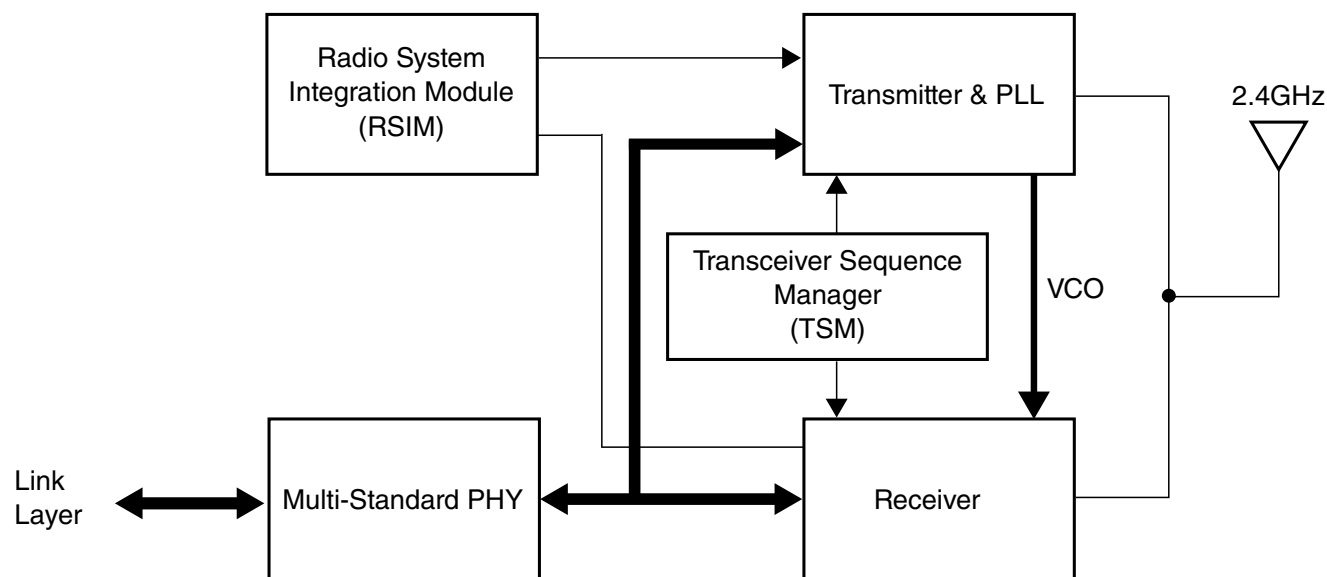 Radio System
Integration Module
(RSIM)
Transmitter & PLL
2.4GHz
Transceiver Sequence
Manager
(TSM)
VCO
Link
Layer
Multi-Standard PHY
Receiver